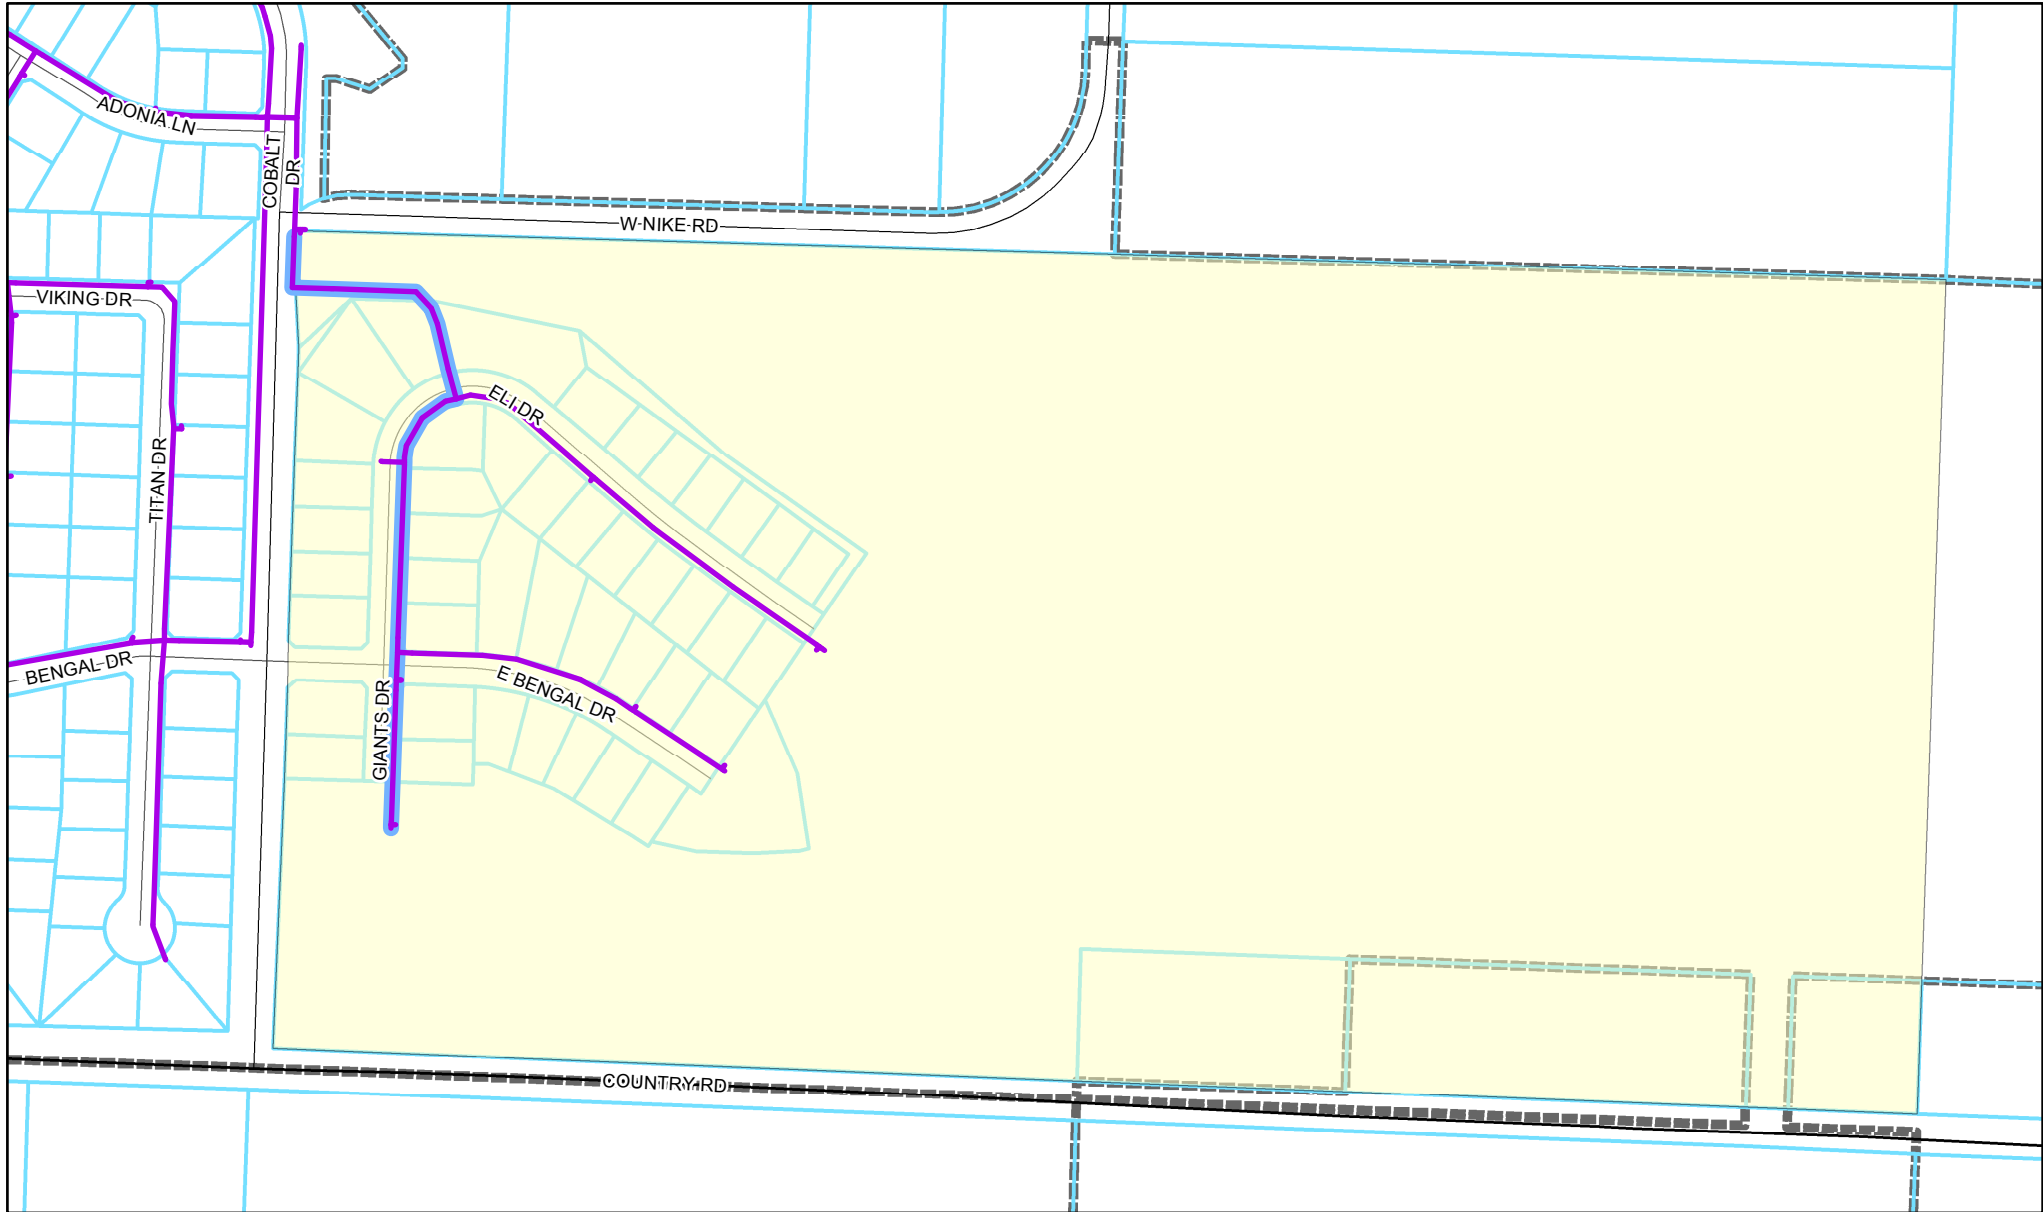 ADONIA LN
COBALT
DR
W NIKE RD
VIKING DR
ELI DR
TITAN DR
BENGAL DR
E BENGAL DR
GIANTS DR
COUNTRY RD